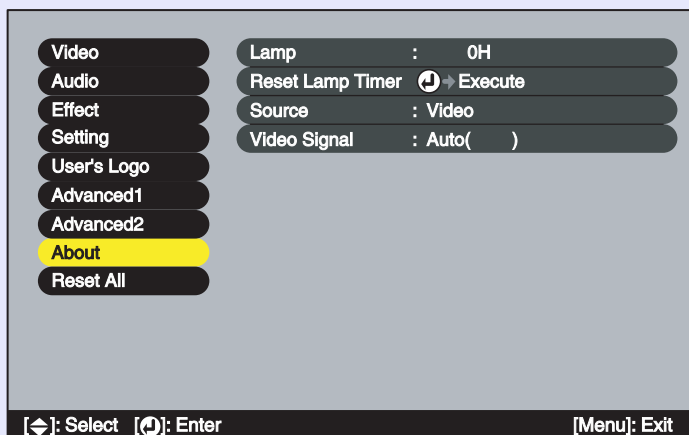 Video
Audio
Effect
Setting
User's Logo
Advanced1
Advanced2
About
Reset All
Lamp : 0H
Reset Lamp Timer Execute
Source : Video
Video Signal : Auto( )
[ ]: Select [ ]: Enter [Menu]: Exit